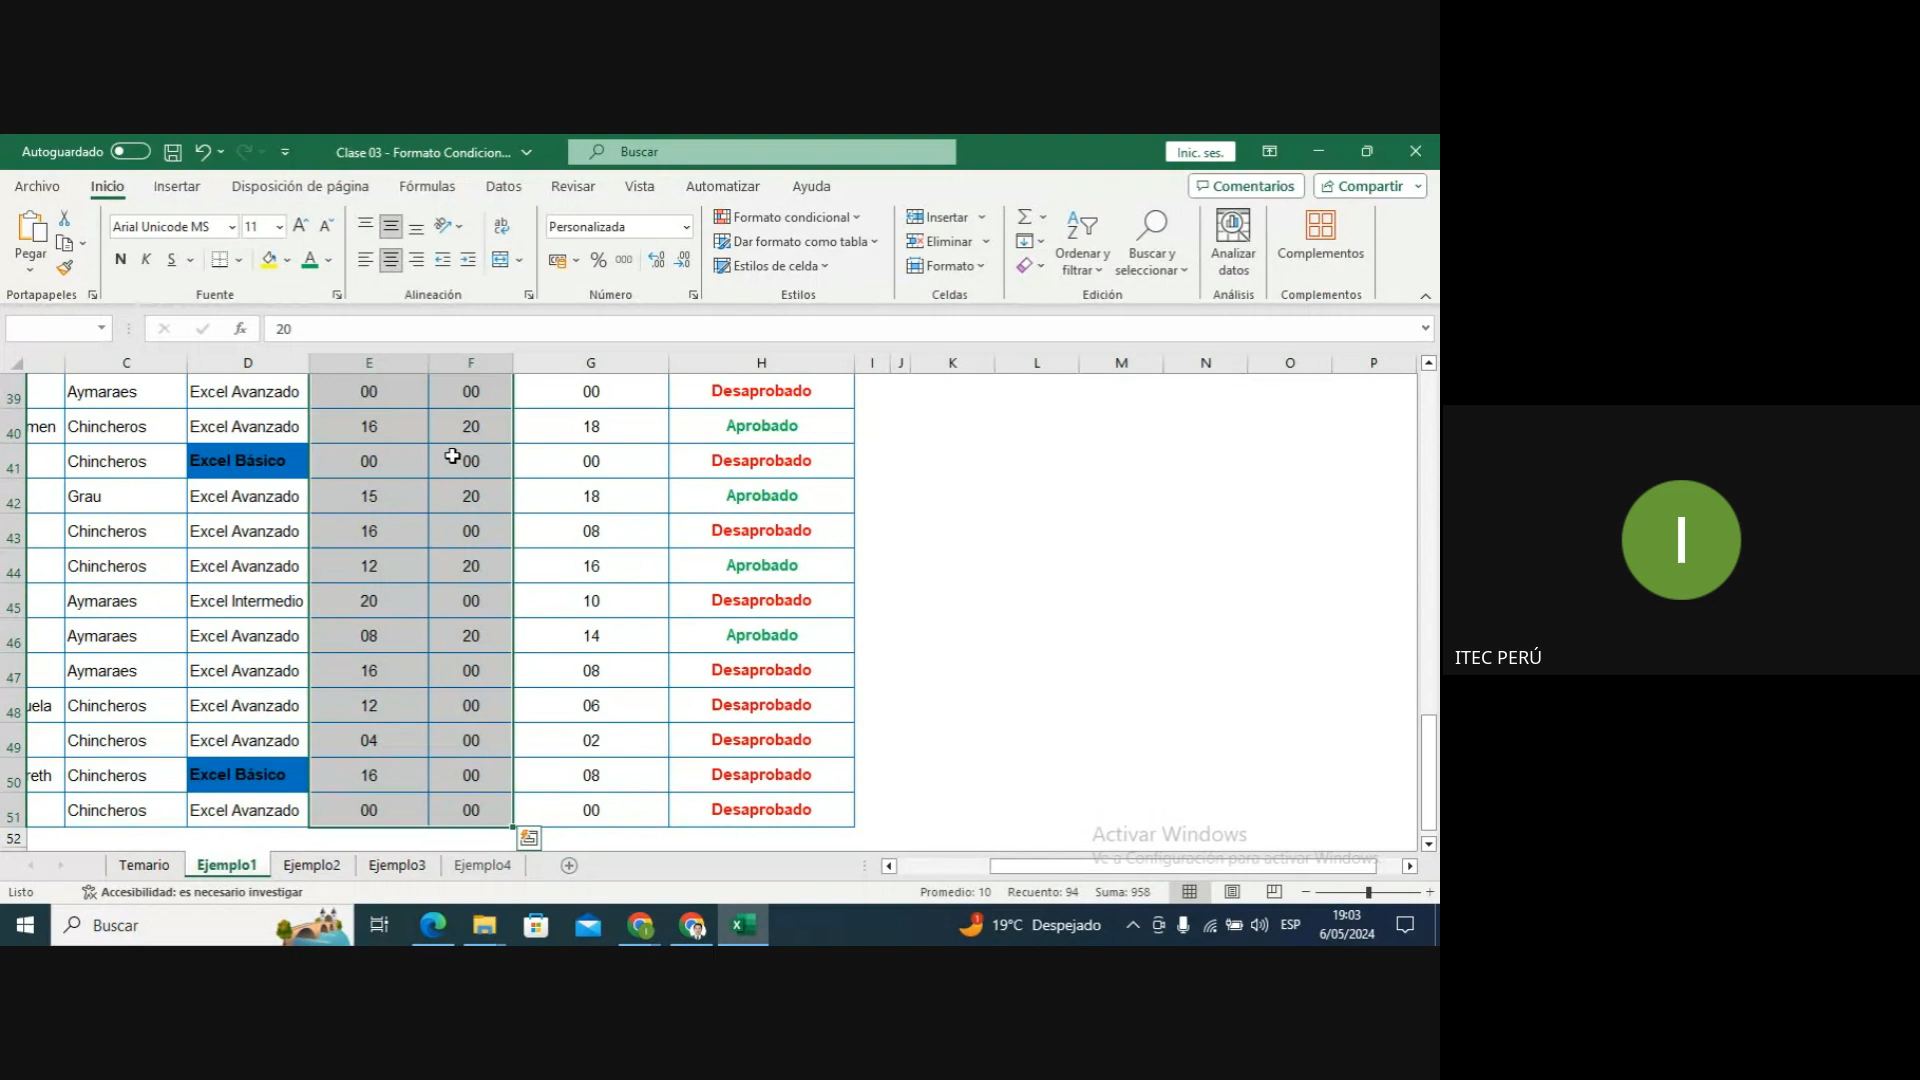 Autoguardado Clase 03 - Formato Condicion... Buscar Inic. ses.
Archivo Inicio Insertar Disposición de página Fórmulas Datos Revisar Vista Automatizar Ayuda Comentarios Compartir
Pegar Arial Unicode MS 11 Personalizada Formato condicional Dar formato como tabla Estilos de celda Insertar Eliminar Formato Ordenar y filtrar Buscar y seleccionar Analizar datos Complementos
N K S A % 000
Portapapeles Fuente Alineación Número Estilos Celdas Edición Análisis Complementos
fx 20
C D E F G H I J K L M N O P
39 Aymaraes Excel Avanzado 00 00 00 Desaprobado
40 men Chincheros Excel Avanzado 16 20 18 Aprobado
41 Chincheros Excel Básico 00 00 00 Desaprobado
42 Grau Excel Avanzado 15 20 18 Aprobado
43 Chincheros Excel Avanzado 16 00 08 Desaprobado
44 Chincheros Excel Avanzado 12 20 16 Aprobado
45 Aymaraes Excel Intermedio 20 00 10 Desaprobado
46 Aymaraes Excel Avanzado 08 20 14 Aprobado
47 Aymaraes Excel Avanzado 16 00 08 Desaprobado
48 uela Chincheros Excel Avanzado 12 00 06 Desaprobado
49 Chincheros Excel Avanzado 04 00 02 Desaprobado
50 reth Chincheros Excel Básico 16 00 08 Desaprobado
51 Chincheros Excel Avanzado 00 00 00 Desaprobado
52
Activar Windows
Ve a Configuración para activar Windows.
Temario Ejemplo1 Ejemplo2 Ejemplo3 Ejemplo4
Listo Accesibilidad: es necesario investigar Promedio: 10 Recuento: 94 Suma: 958
Buscar 1 19°C Despejado ESP 19:03
6/05/2024
I
ITEC PERÚ